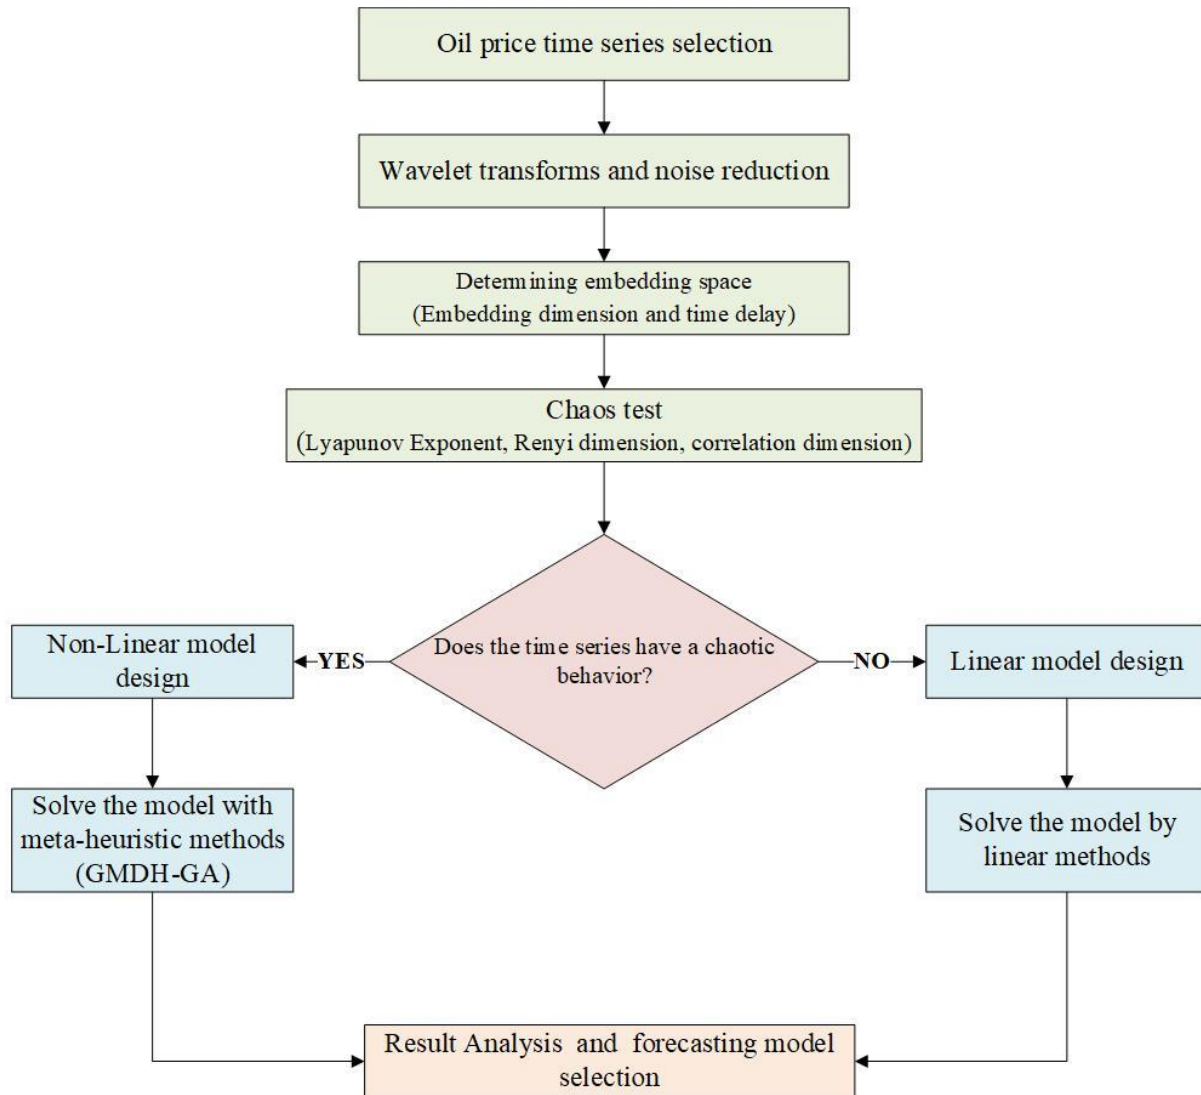 Oil price time series selection
Wavelet transforms and noise reduction
Determining embedding space
(Embedding dimension and time delay)
Chaos test
(Lyapunov Exponent, Renyi dimension, correlation dimension)
Does the time series have a chaotic
behavior?
YES
NO
Non-Linear model
design
Linear model design
Solve the model with
meta-heuristic methods
(GMDH-GA)
Solve the model by
linear methods
Result Analysis and forecasting model
selection